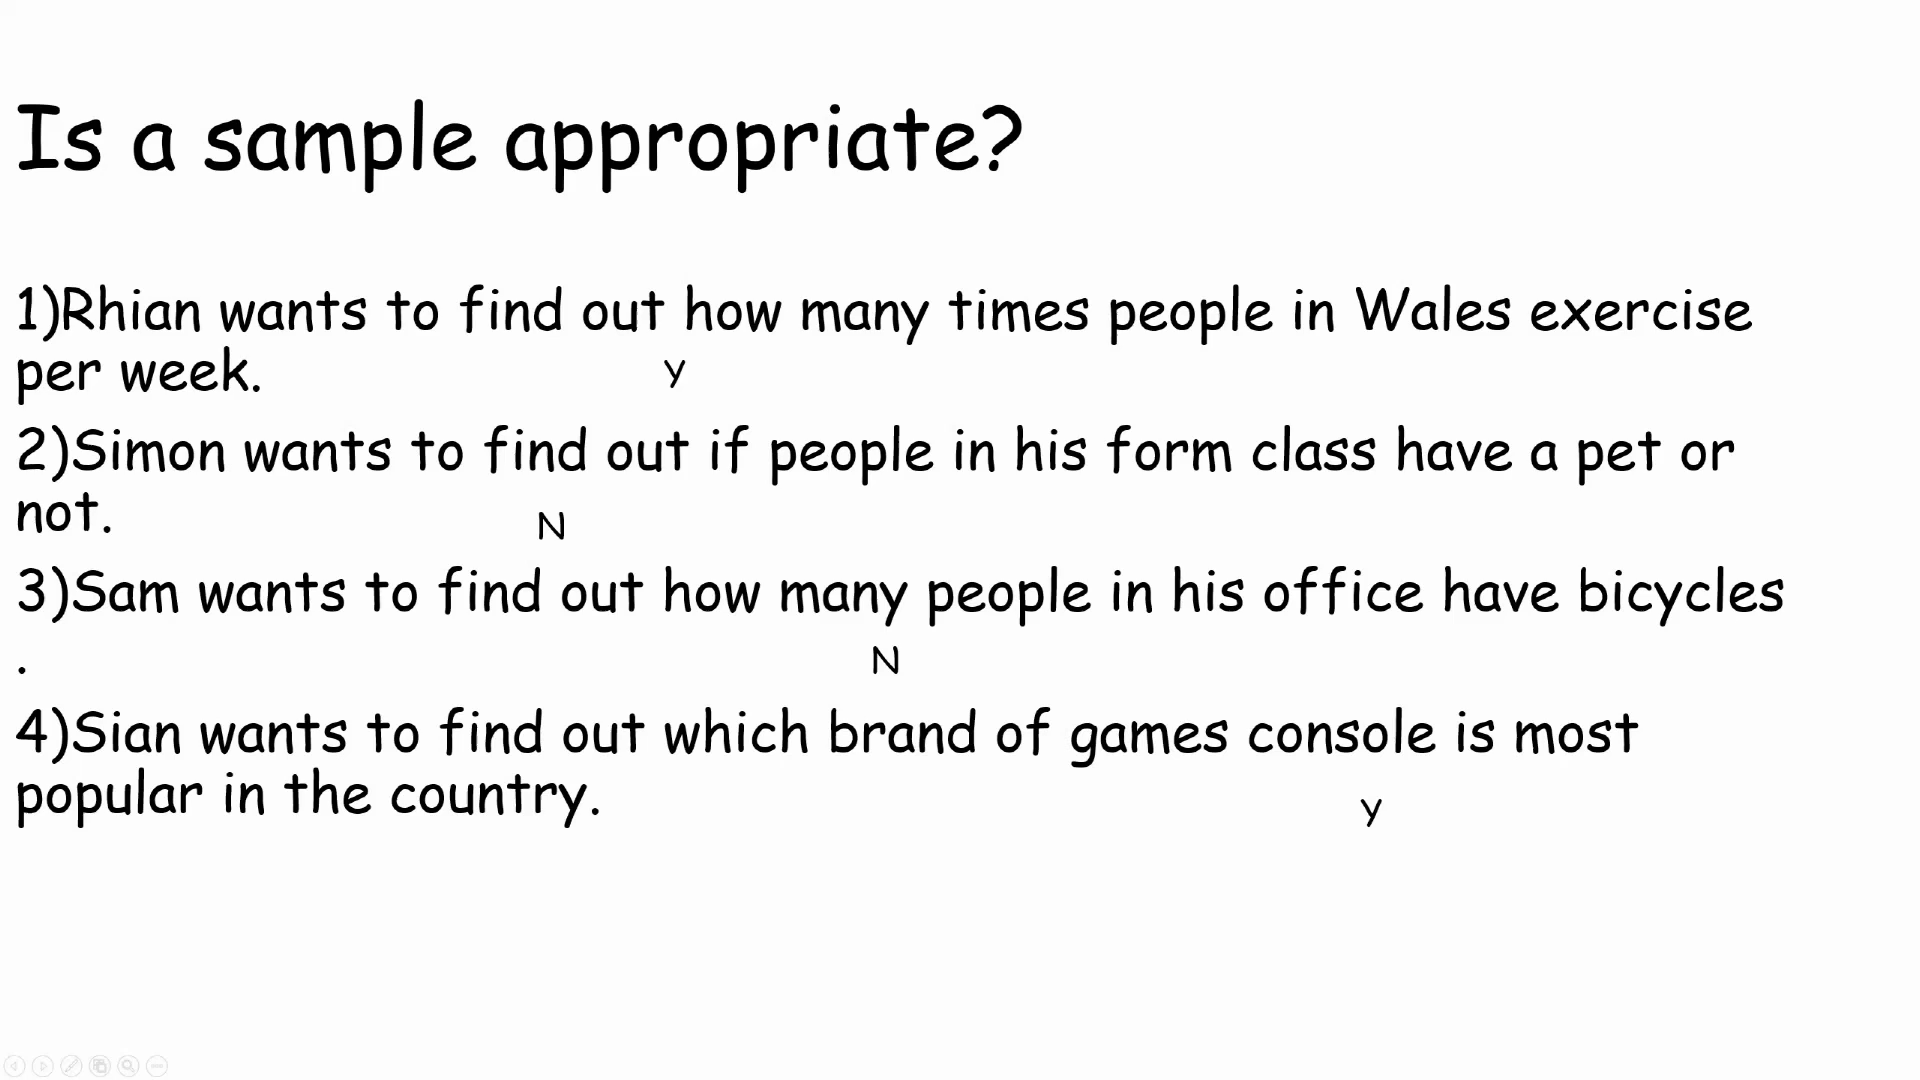 Is a sample appropriate?
1)Rhian wants to find out how many times people in Wales exercise
per week.
Y
2)Simon wants to find out if people in his form class have a pet or
not.
N
3)Sam wants to find out how many people in his office have bicycles
.
N
4)Sian wants to find out which brand of games console is most
popular in the country.
Y